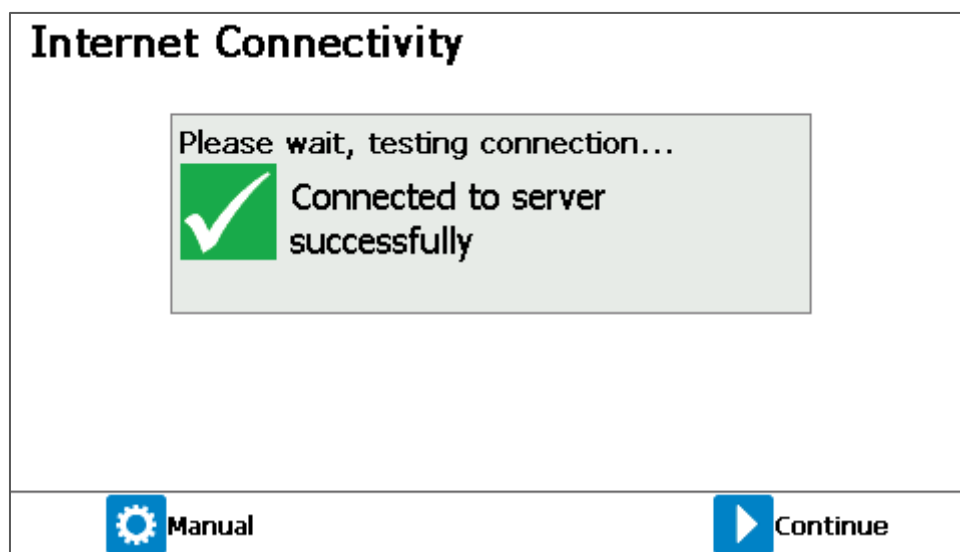 Internet Connectivity
Please wait, testing connection...
Connected to server
successfully
Manual
Continue